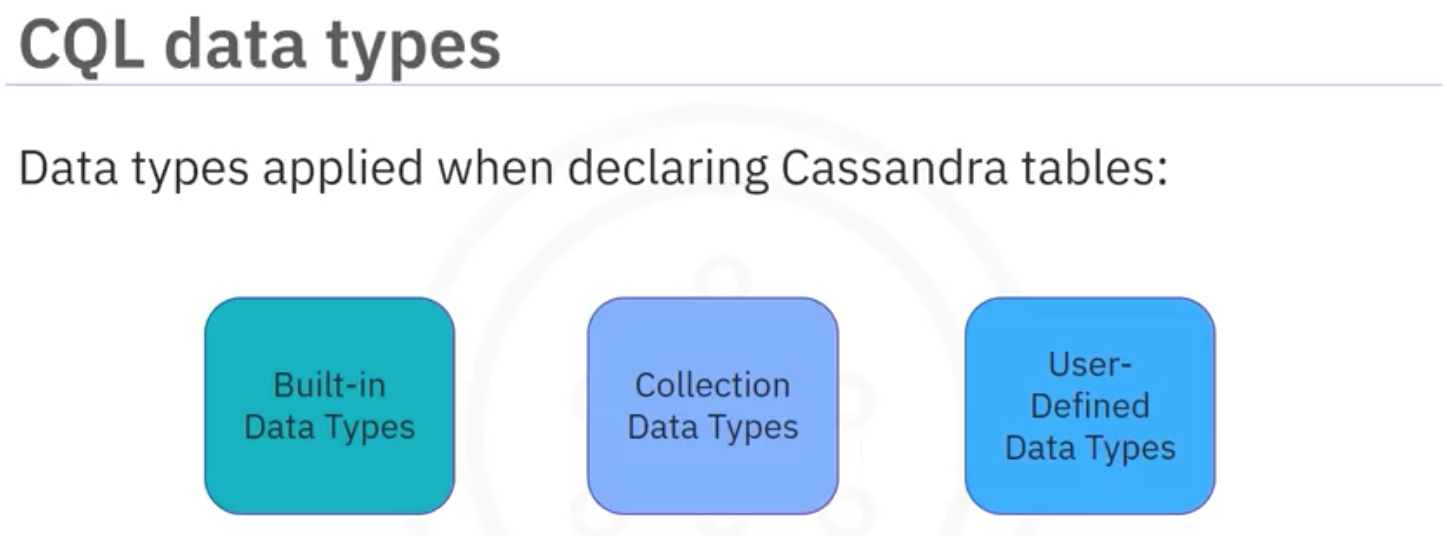 CQL data types
Data types applied when declaring Cassandra tables:
Built-in
Data Types
Collection
Data Types
User-
Defined
Data Types